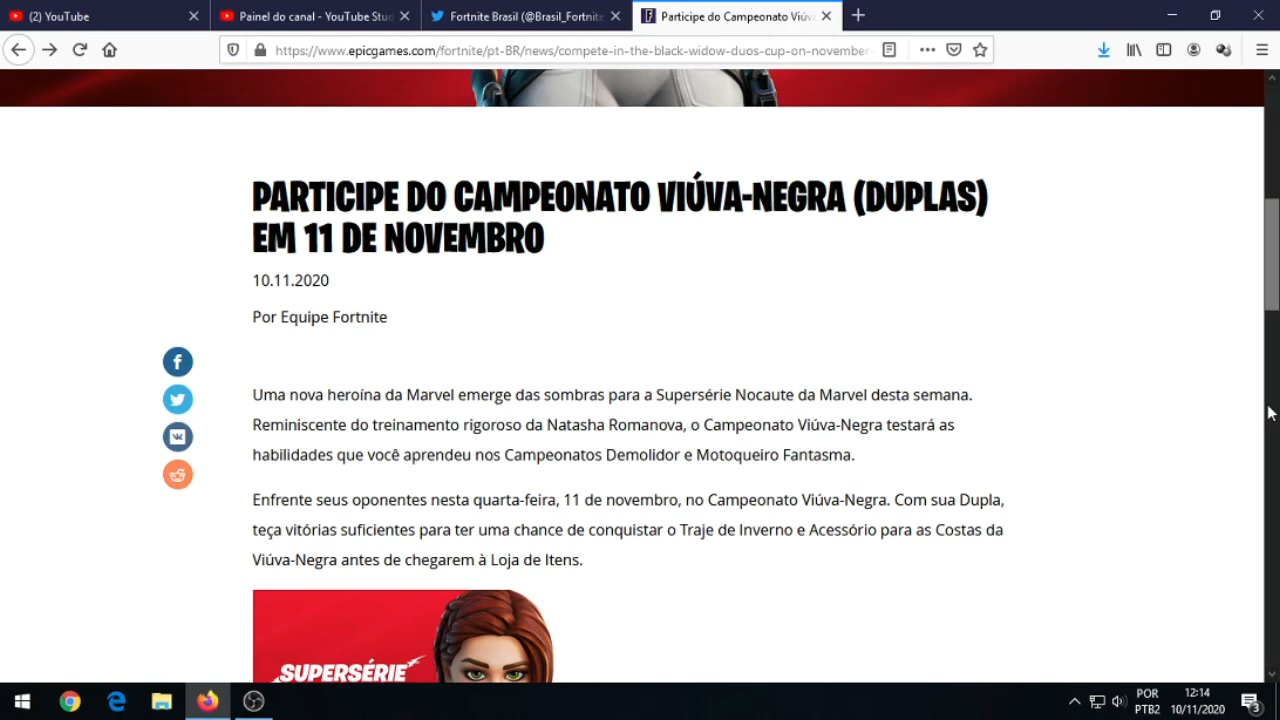 (2) YouTube
Painel do canal - YouTube Stud
Fortnite Brasil (@Brasil_Fortnite
Participe do Campeonato Viúv
https://www.epicgames.com/fortnite/pt-BR/news/compete-in-the-black-widow-duos-cup-on-november-
PARTICIPE DO CAMPEONATO VIÚVA-NEGRA (DUPLAS)
EM 11 DE NOVEMBRO
10.11.2020
Por Equipe Fortnite
Uma nova heroína da Marvel emerge das sombras para a Supersérie Nocaute da Marvel desta semana.
Reminiscente do treinamento rigoroso da Natasha Romanova, o Campeonato Viúva-Negra testará as
habilidades que você aprendeu nos Campeonatos Demolidor e Motoqueiro Fantasma.
Enfrente seus oponentes nesta quarta-feira, 11 de novembro, no Campeonato Viúva-Negra. Com sua Dupla,
teça vitórias suficientes para ter uma chance de conquistar o Traje de Inverno e Acessório para as Costas da
Viúva-Negra antes de chegarem à Loja de Itens.
SUPERSÉRIE
POR
PTB2
12:14
10/11/2020
3